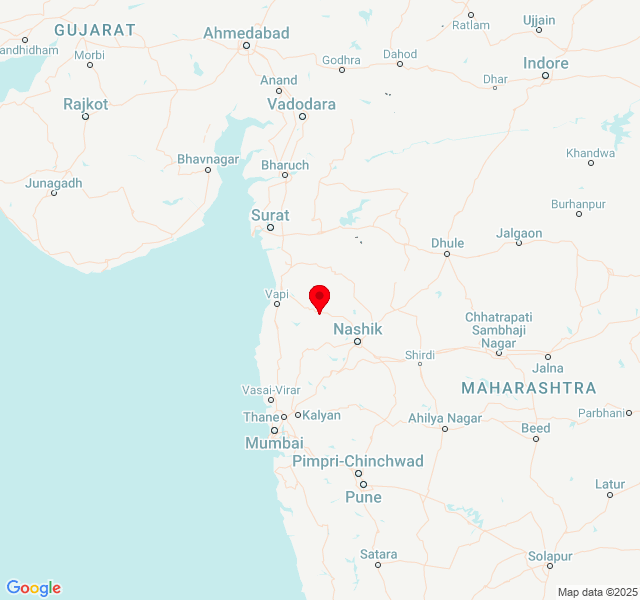 Ratlam
Ujjain
GUJARAT
Ahmedabad
andhidham
Morbi
Godhra
Dahod
Indore
Anand
Dhar
Rajkot
Vadodara
Bhavnagar
Bharuch
Khandwa
Junagadh
Burhanpur
Surat
Jalgaon
Dhule
Vapi
Chhatrapati
Sambhaji
Nagar
Nashik
Shirdi
Jalna
MAHARASHTRA
Vasai-Virar
Thane
Kalyan
Ahilya Nagar
Parbhani
Beed
Mumbai
Pimpri-Chinchwad
Pune
Latur
Satara
Solapur
Google
Map data ©2025